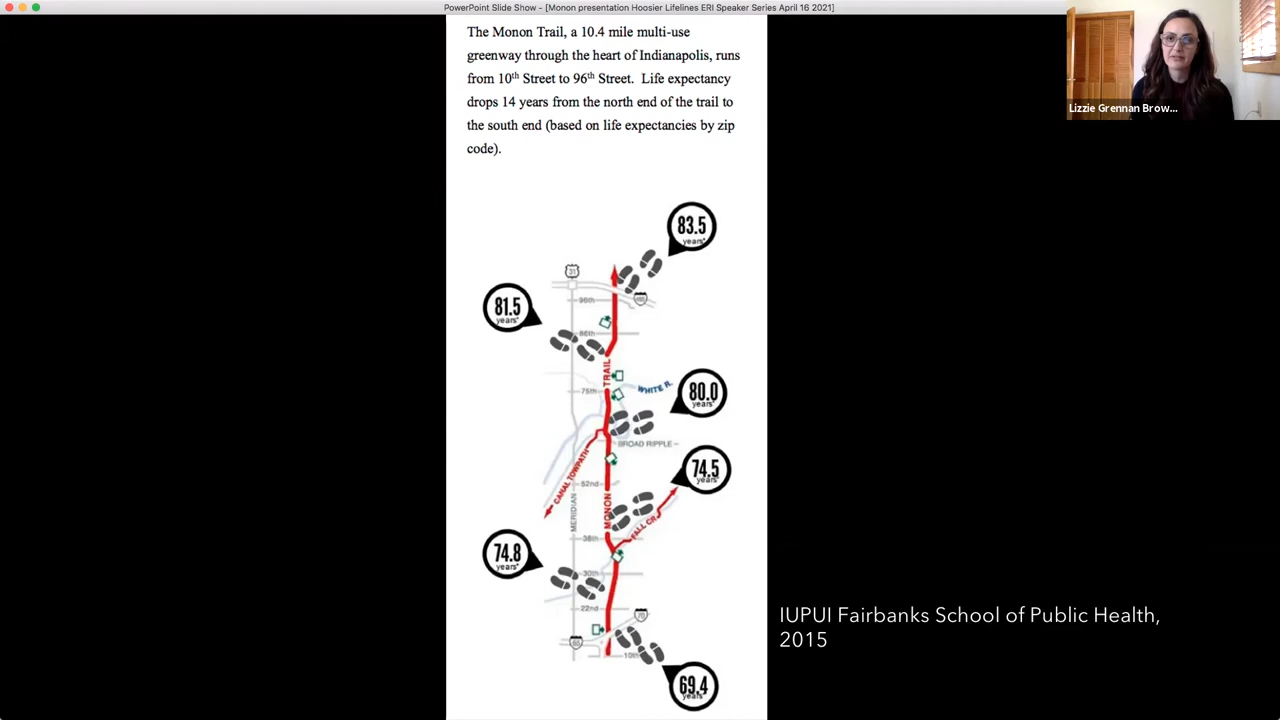 PowerPoint Slide Show - [Monon presentation Hoosier Lifelines ERI Speaker Series April 16 2021]
The Monon Trail, a 10.4 mile multi-use
greenway through the heart of Indianapolis, runs
from 10th Street to 96th Street. Life expectancy
drops 14 years from the north end of the trail to
the south end (based on life expectancies by zip
code).
Lizzie Grennan Brow...
83.5
years*
31
465
96th
81.5
years*
86th
TRAIL
WHITE R.
75th
80.0
years*
BROAD RIPPLE
CANAL TOWPATH
74.5
years*
52nd
MERIDIAN
MONON
FALL CR.
38th
74.8
years*
30th
22nd
70
65
10th
69.4
years*
IUPUI Fairbanks School of Public Health,
2015